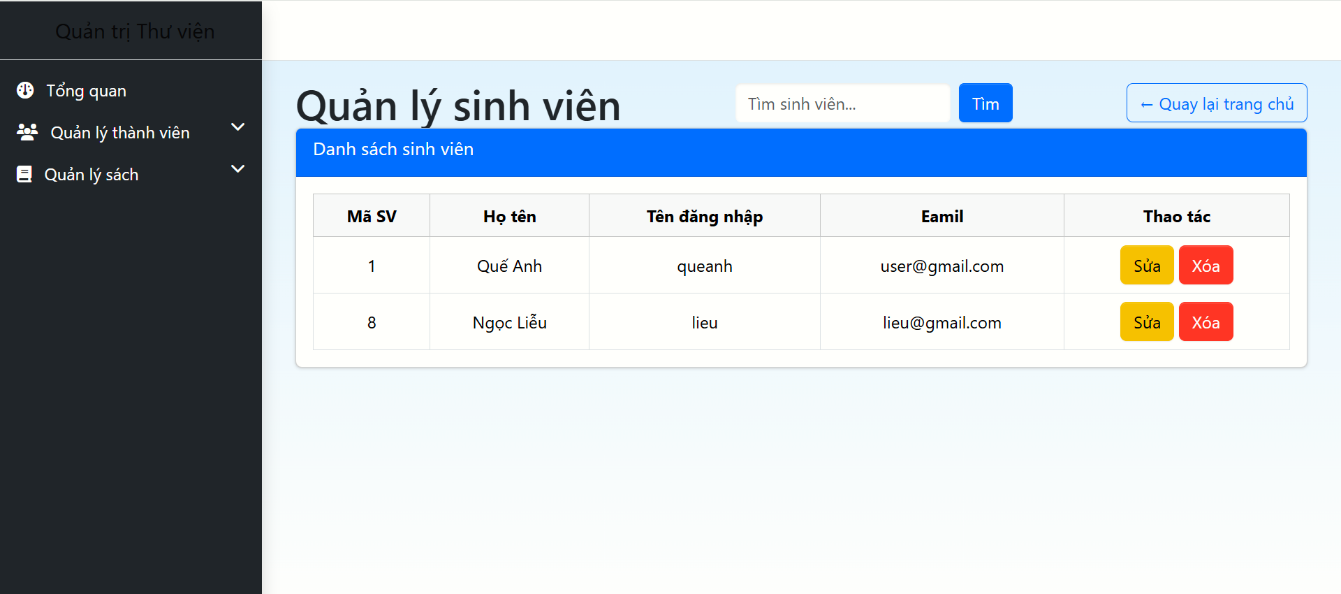 Quản trị Thư viện
Tổng quan
Quản lý thành viên
Quản lý sách
Quản lý sinh viên
Tìm sinh viên...
Tìm
← Quay lại trang chủ
Danh sách sinh viên
Mã SV Họ tên Tên đăng nhập Eamil Thao tác
1 Quế Anh queanh user@gmail.com Sửa Xóa
8 Ngọc Liễu lieu lieu@gmail.com Sửa Xóa